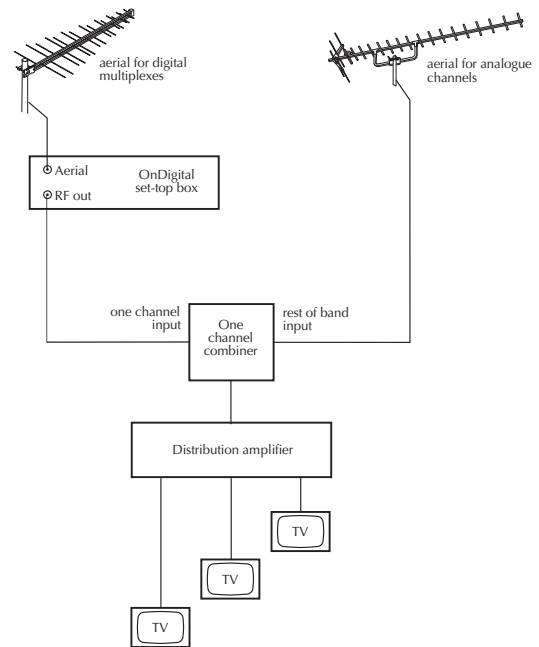 aerial for digital
multiplexes
aerial for analogue
channels
Aerial
OnDigital
set-top box
RF out
one channel
input
One
channel
combiner
rest of band
input
Distribution amplifier
TV
TV
TV